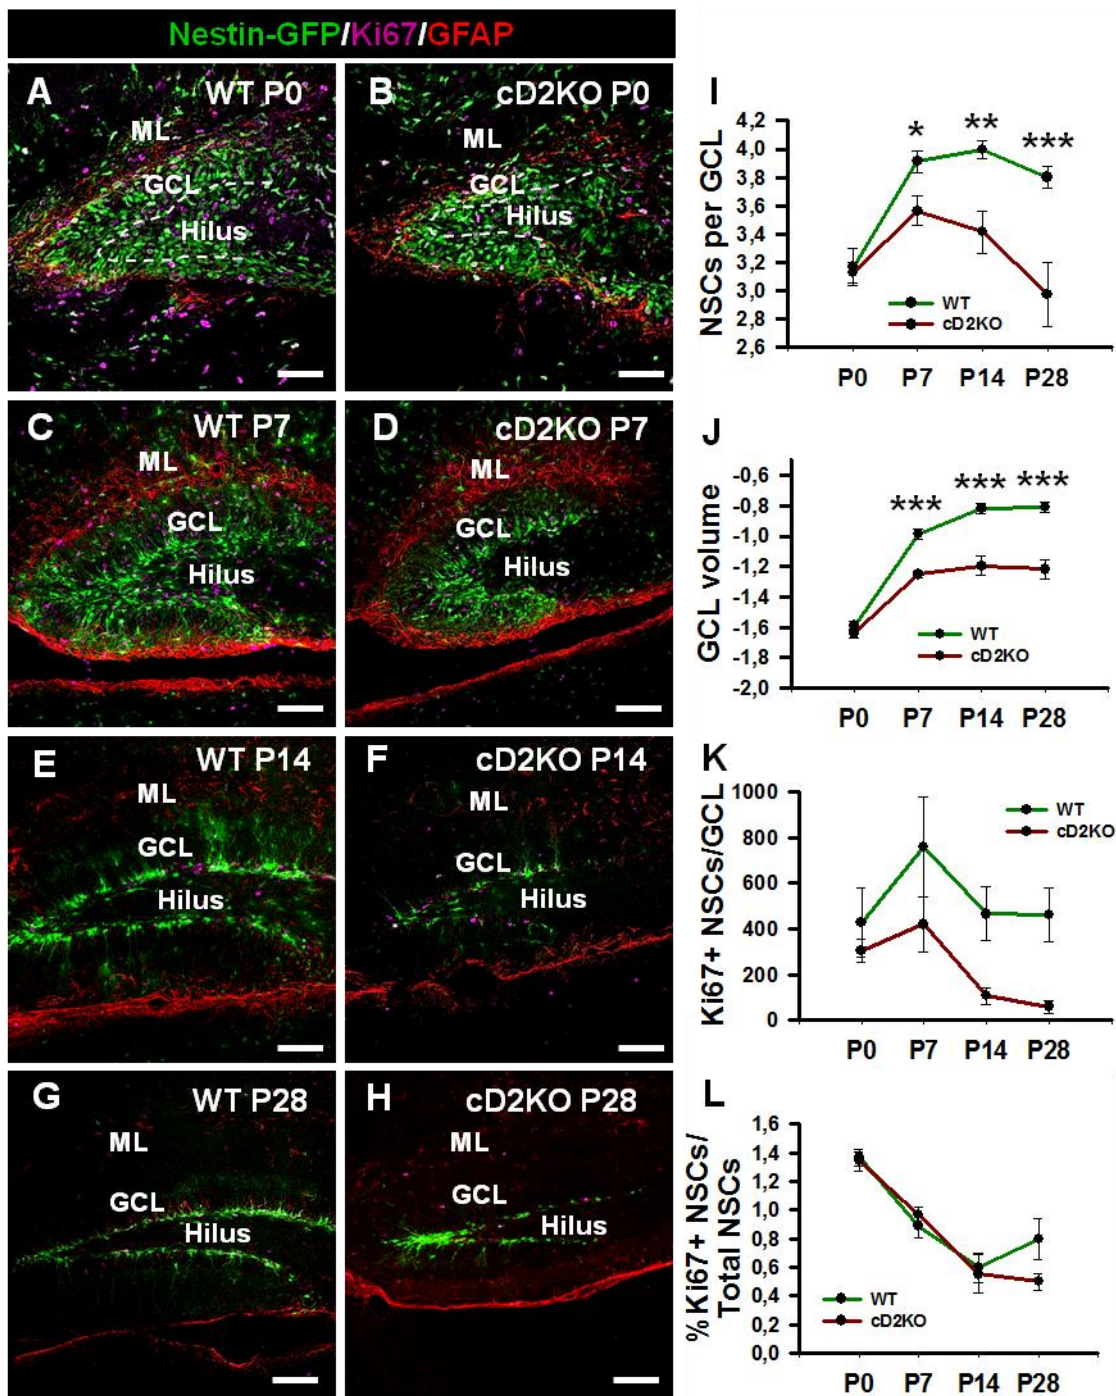 Nestin-GFP/Ki67/GFAP
A WT P0
ML
GCL
Hilus
B cD2KO P0
ML
GCL
Hilus
C WT P7
ML
GCL
Hilus
D cD2KO P7
ML
GCL
Hilus
E WT P14
ML
GCL
Hilus
F cD2KO P14
ML
GCL
Hilus
G WT P28
ML
GCL
Hilus
H cD2KO P28
ML
GCL
Hilus
I
NSCs per GCL
4,2
4,0
3,8
3,6
3,4
3,2
3,0
2,8
2,6
* ** ***
WT
cD2KO
P0 P7 P14 P28
J
GCL volume
-0,6
-0,8
-1,0
-1,2
-1,4
-1,6
-1,8
-2,0
*** *** ***
WT
cD2KO
P0 P7 P14 P28
K
Ki67+ NSCs/GCL
1000
800
600
400
200
0
WT
cD2KO
P0 P7 P14 P28
L
% Ki67+ NSCs/
Total NSCs
1,6
1,4
1,2
1,0
0,8
0,6
0,4
0,2
0,0
WT
cD2KO
P0 P7 P14 P28